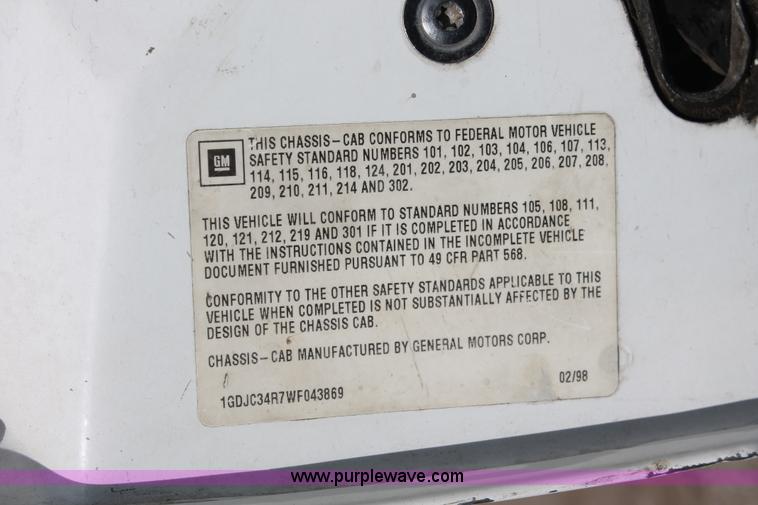 GM
THIS CHASSIS-CAB CONFORMS TO FEDERAL MOTOR VEHICLE
SAFETY STANDARD NUMBERS 101, 102, 103, 104, 106, 107, 113,
114, 115, 116, 118, 124, 201, 202, 203, 204, 205, 206, 207, 208,
209, 210, 211, 214 AND 302.
THIS VEHICLE WILL CONFORM TO STANDARD NUMBERS 105, 108, 111,
120, 121, 212, 219 AND 301 IF IT IS COMPLETED IN ACCORDANCE
WITH THE INSTRUCTIONS CONTAINED IN THE INCOMPLETE VEHICLE
DOCUMENT FURNISHED PURSUANT TO 49 CFR PART 568.
CONFORMITY TO THE OTHER SAFETY STANDARDS APPLICABLE TO THIS
VEHICLE WHEN COMPLETED IS NOT SUBSTANTIALLY AFFECTED BY THE
DESIGN OF THE CHASSIS CAB.
CHASSIS-CAB MANUFACTURED BY GENERAL MOTORS CORP.
02/98
1GDJC34R7WF043869
www.purplewave.com